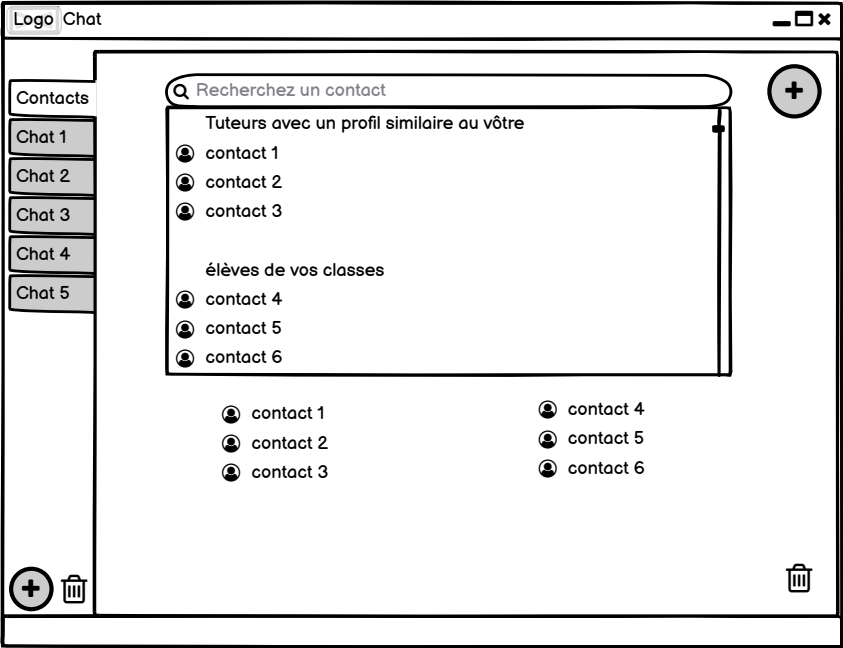 Logo Chat
Contacts
Chat 1
Chat 2
Chat 3
Chat 4
Chat 5
Recherchez un contact
Tuteurs avec un profil similaire au vôtre
contact 1
contact 2
contact 3
élèves de vos classes
contact 4
contact 5
contact 6
contact 1
contact 2
contact 3
contact 4
contact 5
contact 6